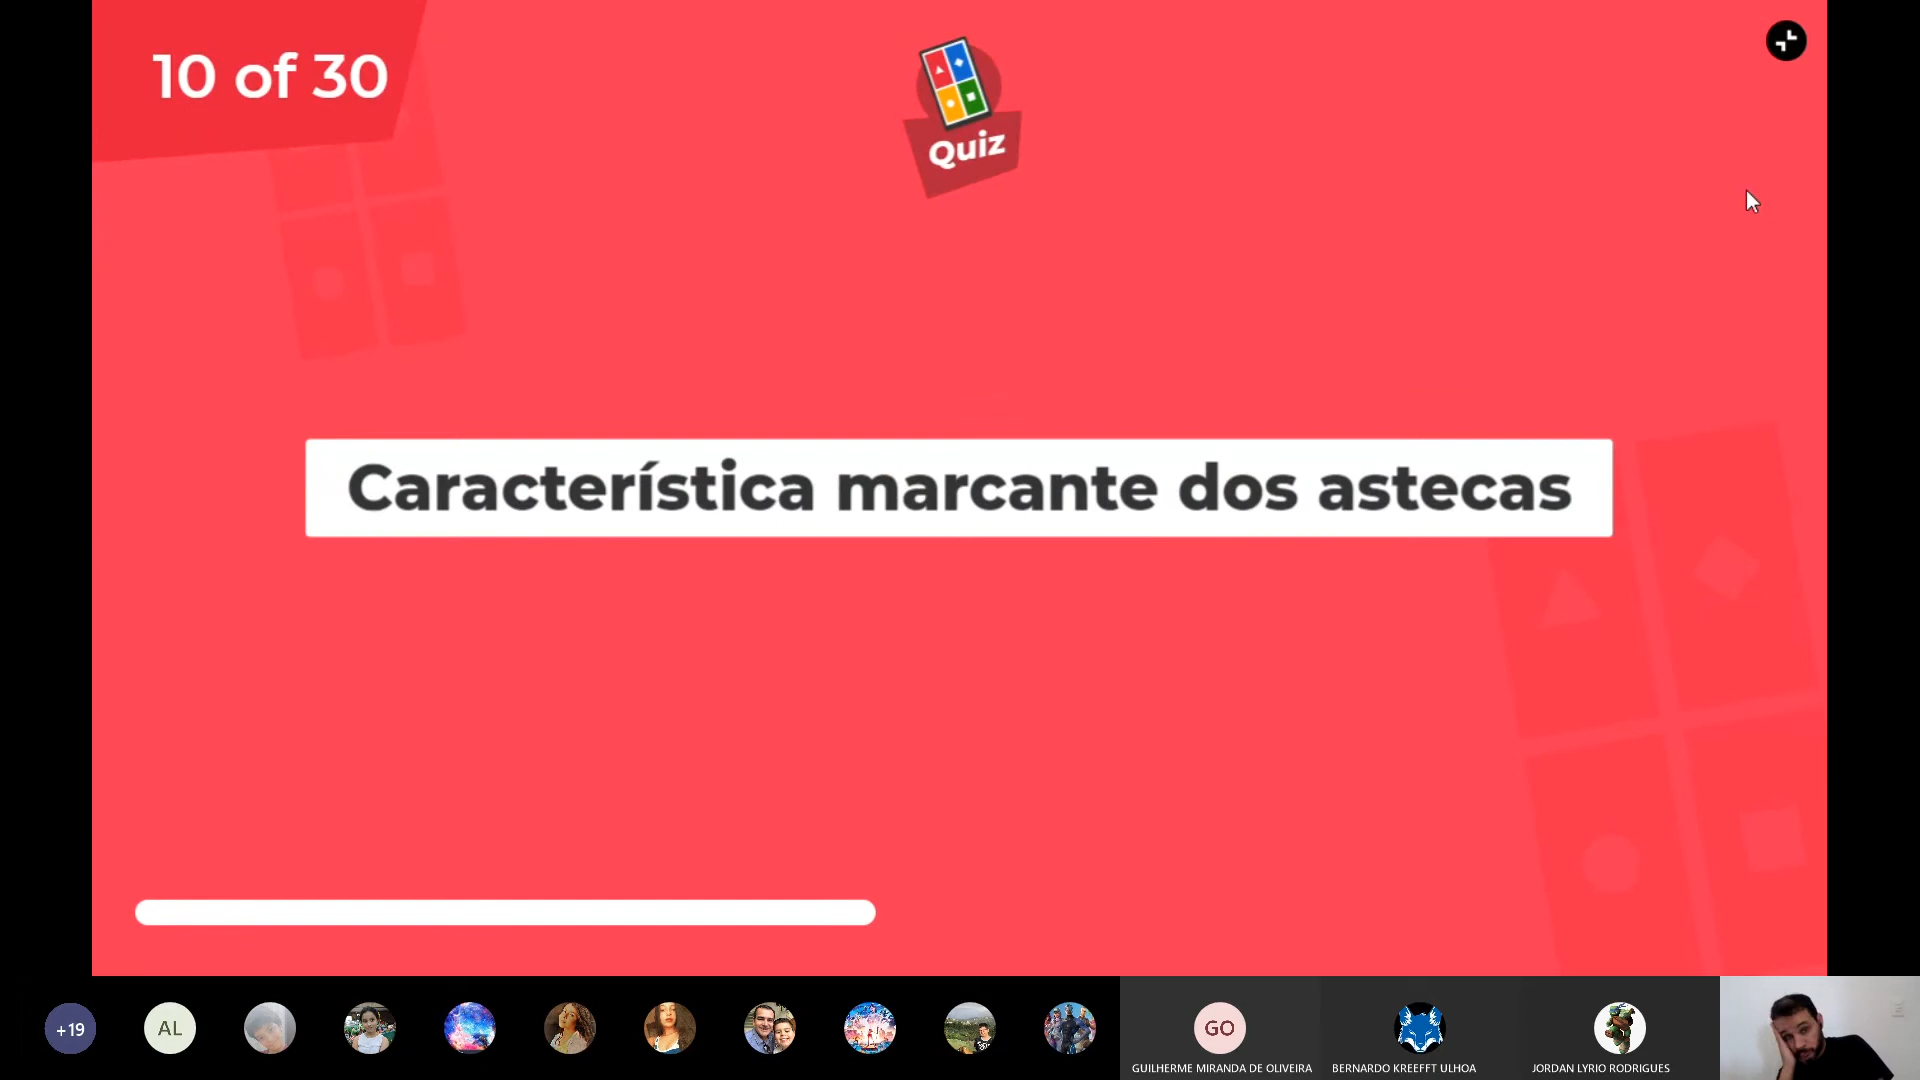 10 of 30
Quiz
Característica marcante dos astecas
+19
AL
GO
GUILHERME MIRANDA DE OLIVEIRA
BERNARDO KREEFFT ULHOA
JORDAN LYRIO RODRIGUES